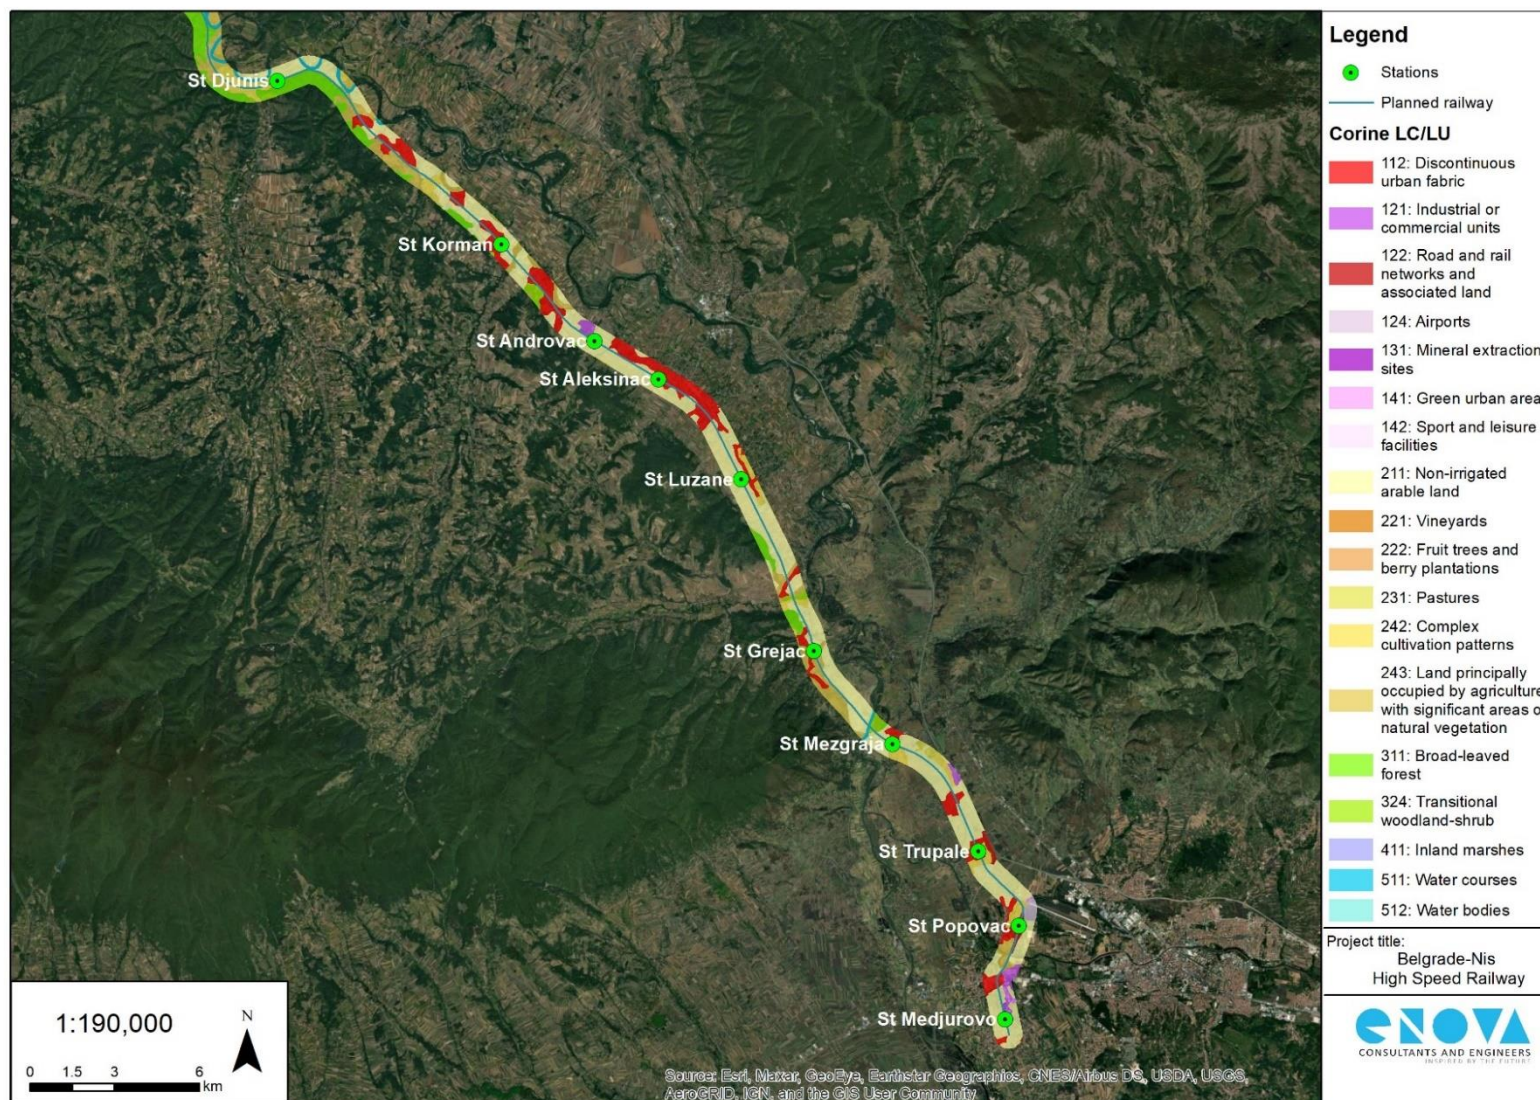 St Djunis
St Korman
St Androvac
St Aleksinac
St Luzane
St Grejac
St Mezgraja
St Trupale
St Popovac
St Medjurovo
1:190,000
N
0 1.5 3 6
km
Source: Esri, Maxar, GeoEye, Earthstar Geographics, CNES/Airbus DS, USDA, USGS,
AeroGRID, IGN, and the GIS User Community
Legend
Stations
Planned railway
Corine LC/LU
112: Discontinuous
urban fabric
121: Industrial or
commercial units
122: Road and rail
networks and
associated land
124: Airports
131: Mineral extraction
sites
141: Green urban area
142: Sport and leisure
facilities
211: Non-irrigated
arable land
221: Vineyards
222: Fruit trees and
berry plantations
231: Pastures
242: Complex
cultivation patterns
243: Land principally
occupied by agriculture
with significant areas o
natural vegetation
311: Broad-leaved
forest
324: Transitional
woodland-shrub
411: Inland marshes
511: Water courses
512: Water bodies
Project title:
Belgrade-Nis
High Speed Railway
eNOVA
CONSULTANTS AND ENGINEERS
INSPIRED BY THE FUTURE